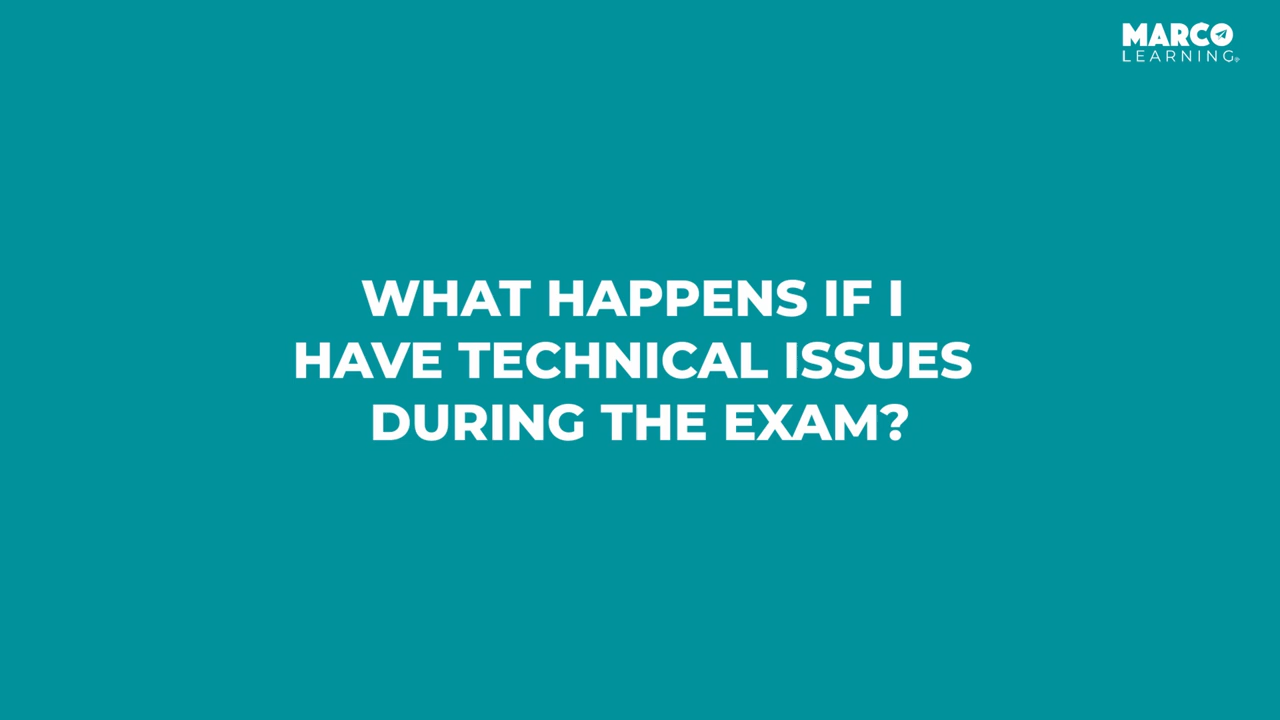 MARCO
LEARNING
WHAT HAPPENS IF I
HAVE TECHNICAL ISSUES
DURING THE EXAM?